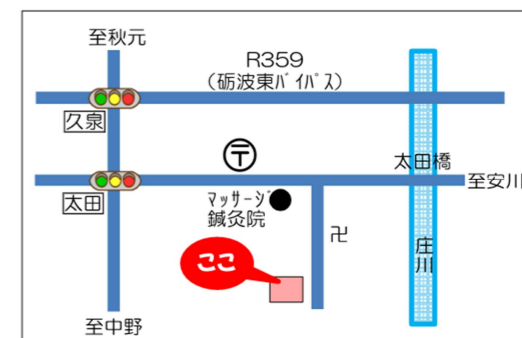 至秋元
R359
（砺波東ﾊﾞｲﾊﾟｽ）
久泉
〒
太田橋
太田
至安川
ﾏｯｻｰｼﾞ
鍼灸院
卍
庄川
ここ
至中野